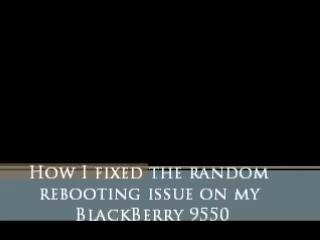 How I fixed the random
rebooting issue on my
BlackBerry 9550